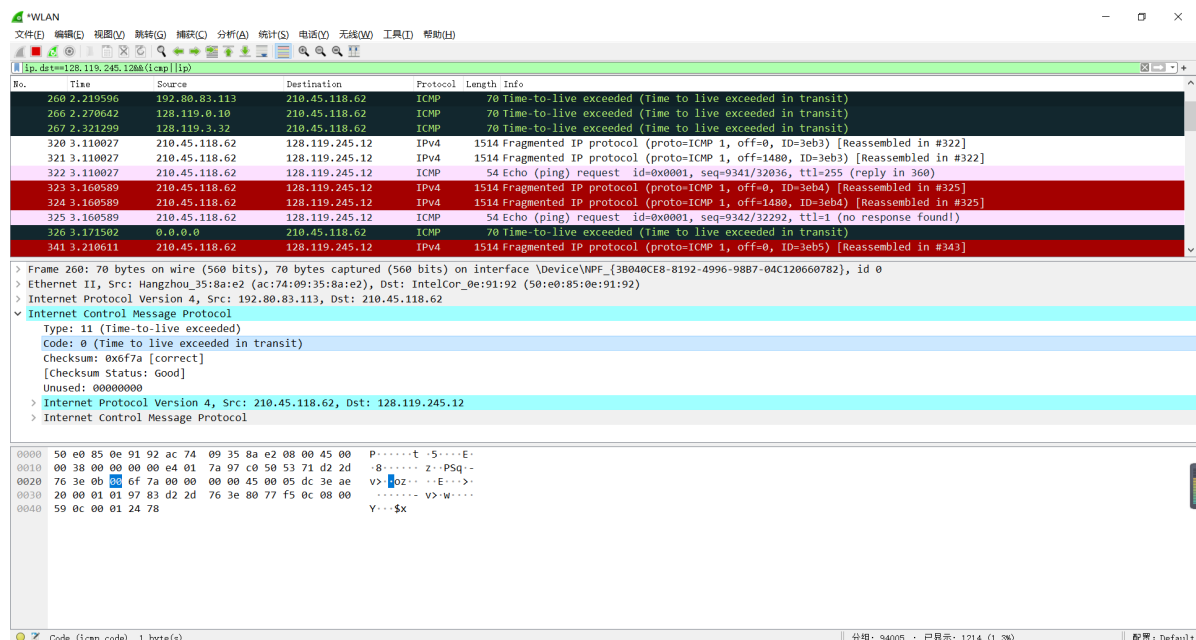 *WLAN
文件(F) 编辑(E) 视图(V) 跳转(G) 捕获(C) 分析(A) 统计(S) 电话(Y) 无线(W) 工具(T) 帮助(H)
ip.dst==128.119.245.12&&(icmp||ip)
No. Time Source Destination Protocol Length Info
260 2.219596 192.80.83.113 210.45.118.62 ICMP 70 Time-to-live exceeded (Time to live exceeded in transit)
266 2.270642 128.119.0.10 210.45.118.62 ICMP 70 Time-to-live exceeded (Time to live exceeded in transit)
267 2.321299 128.119.3.32 210.45.118.62 ICMP 70 Time-to-live exceeded (Time to live exceeded in transit)
320 3.110027 210.45.118.62 128.119.245.12 IPv4 1514 Fragmented IP protocol (proto=ICMP 1, off=0, ID=3eb3) [Reassembled in #322]
321 3.110027 210.45.118.62 128.119.245.12 IPv4 1514 Fragmented IP protocol (proto=ICMP 1, off=1480, ID=3eb3) [Reassembled in #322]
322 3.110027 210.45.118.62 128.119.245.12 ICMP 54 Echo (ping) request id=0x0001, seq=9341/32036, ttl=255 (reply in 360)
323 3.160589 210.45.118.62 128.119.245.12 IPv4 1514 Fragmented IP protocol (proto=ICMP 1, off=0, ID=3eb4) [Reassembled in #325]
324 3.160589 210.45.118.62 128.119.245.12 IPv4 1514 Fragmented IP protocol (proto=ICMP 1, off=1480, ID=3eb4) [Reassembled in #325]
325 3.160589 210.45.118.62 128.119.245.12 ICMP 54 Echo (ping) request id=0x0001, seq=9342/32292, ttl=1 (no response found!)
326 3.171502 0.0.0.0 210.45.118.62 ICMP 70 Time-to-live exceeded (Time to live exceeded in transit)
341 3.210611 210.45.118.62 128.119.245.12 IPv4 1514 Fragmented IP protocol (proto=ICMP 1, off=0, ID=3eb5) [Reassembled in #343]
Frame 260: 70 bytes on wire (560 bits), 70 bytes captured (560 bits) on interface \Device\NPF_{3B040CE8-8192-4996-98B7-04C120660782}, id 0
Ethernet II, Src: Hangzhou_35:8a:e2 (ac:74:09:35:8a:e2), Dst: IntelCor_0e:91:92 (50:e0:85:0e:91:92)
Internet Protocol Version 4, Src: 192.80.83.113, Dst: 210.45.118.62
Internet Control Message Protocol
Type: 11 (Time-to-live exceeded)
Code: 0 (Time to live exceeded in transit)
Checksum: 0x6f7a [correct]
[Checksum Status: Good]
Unused: 00000000
Internet Protocol Version 4, Src: 210.45.118.62, Dst: 128.119.245.12
Internet Control Message Protocol
0000 50 e0 85 0e 91 92 ac 74 09 35 8a e2 08 00 45 00 P······t ·5····E·
0010 00 38 00 00 00 00 e4 01 7a 97 c0 50 53 71 d2 2d ·8······ z··PSq·-
0020 76 3e 0b 00 6f 7a 00 00 00 00 45 00 05 dc 3e ae v>··oz·· ··E···>·
0030 20 00 01 01 97 83 d2 2d 76 3e 80 77 f5 0c 08 00 ······- v>·w····
0040 59 0c 00 01 24 78 Y···$x
Code (icmp.code), 1 byte(s) 分组: 94005 · 已显示: 1214 (1.3%) 配置: Default